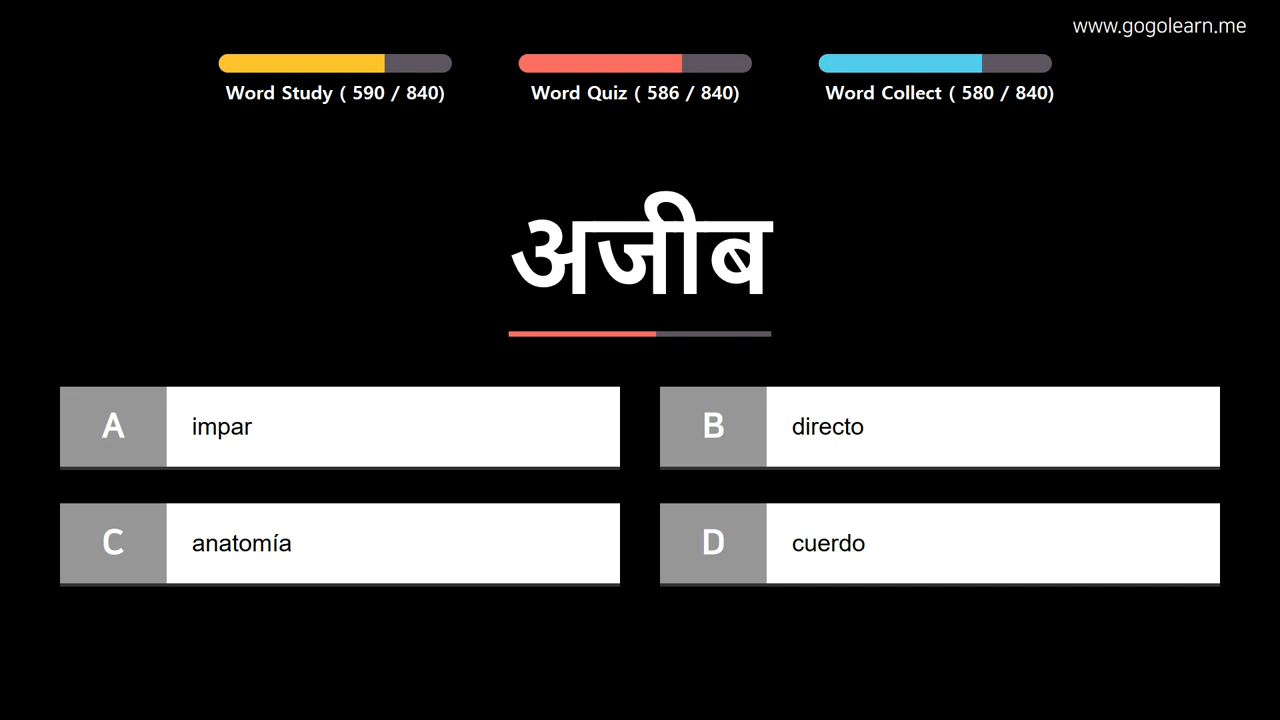 www.gogolearn.me
Word Study ( 590 / 840)
Word Quiz ( 586 / 840)
Word Collect ( 580 / 840)
अजीब
A impar
B directo
C anatomía
D cuerdo